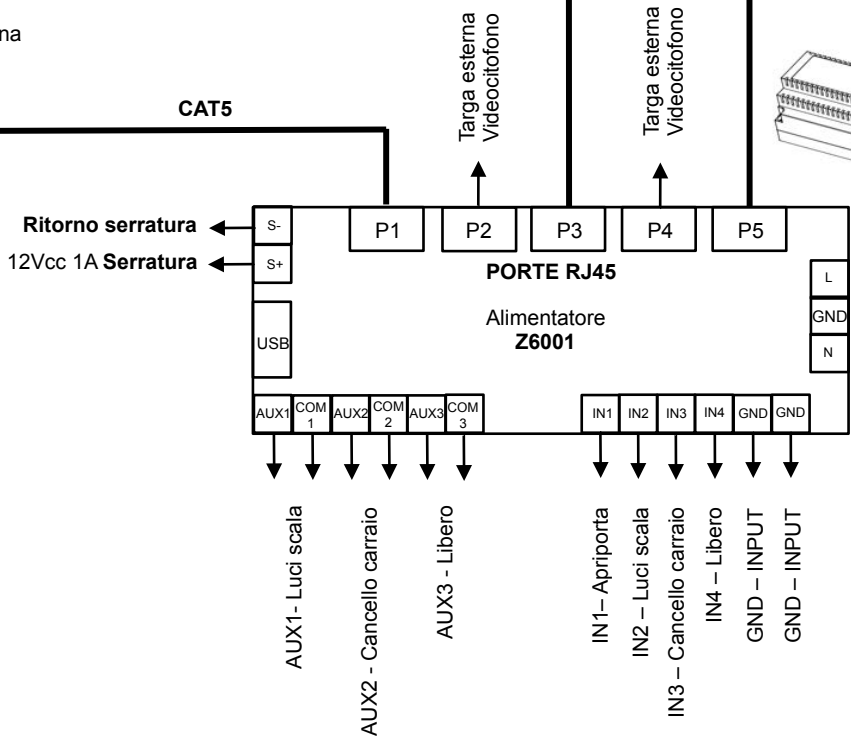 na
CAT5
Targa esterna
Videocitofono
Targa esterna
Videocitofono
Ritorno serratura
12Vcc 1A Serratura
S-
S+
P1
P2
P3
P4
P5
PORTE RJ45
Alimentatore
Z6001
USB
L
GND
N
AUX1
COM
1
AUX2
COM
2
AUX3
COM
3
IN1
IN2
IN3
IN4
GND
GND
AUX1- Luci scala
AUX2 - Cancello carraio
AUX3 - Libero
IN1– Apriporta
IN2 – Luci scala
IN3 – Cancello carraio
IN4 – Libero
GND – INPUT
GND – INPUT